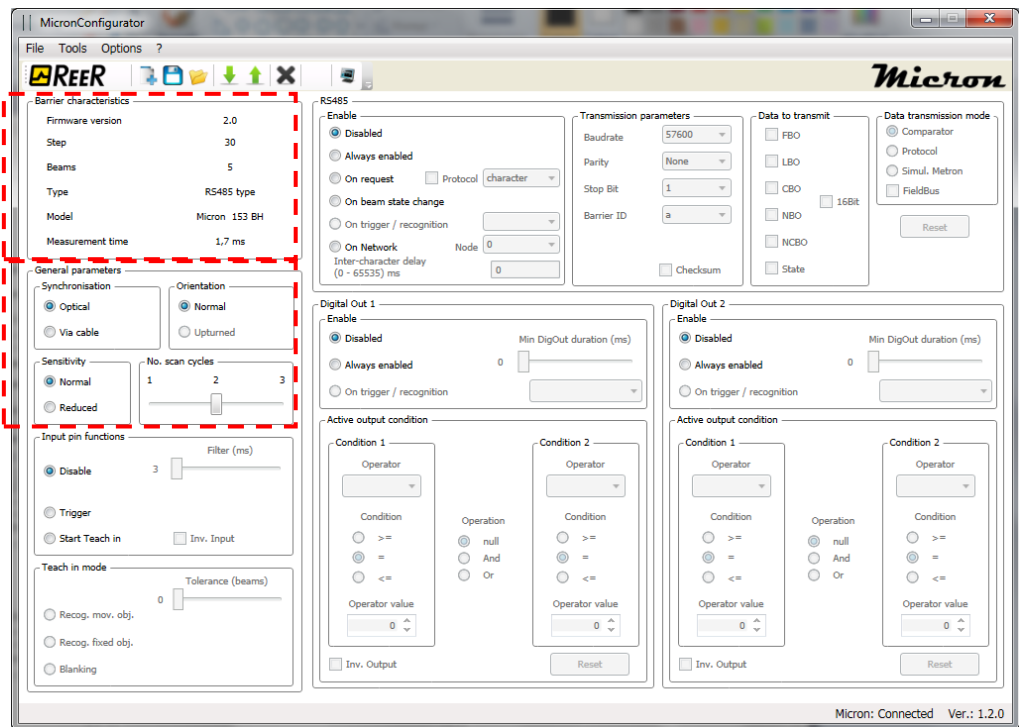 MicronConfigurator
File Tools Options ?
REER
Micron
Barrier characteristics
Firmware version 2.0
Step 30
Beams 5
Type RS485 type
Model Micron 153 BH
Measurement time 1,7 ms
General parameters
Synchronisation
Optical
Via cable
Orientation
Normal
Upturned
Sensitivity
Normal
Reduced
No. scan cycles
1 2 3
Input pin functions
Filter (ms)
Disable 3
Trigger
Start Teach in Inv. Input
Teach in mode
Tolerance (beams)
0
Recog. mov. obj.
Recog. fixed obj.
Blanking
RS485
Enable
Disabled
Always enabled
On request Protocol character
On beam state change
On trigger / recognition
On Network Node 0
Inter-character delay
(0 - 65535) ms 0
Transmission parameters
Baudrate 57600
Parity None
Stop Bit 1
Barrier ID a
Checksum
Data to transmit
FBO
LBO
CBO
16Bit
NBO
NCBO
State
Data transmission mode
Comparator
Protocol
Simul. Metron
FieldBus
Reset
Digital Out 1
Enable
Disabled Min DigOut duration (ms)
Always enabled 0
On trigger / recognition
Active output condition
Condition 1
Operator
Condition
>=
=
<=
Operator value
0
Operation
null
And
Or
Condition 2
Operator
Condition
>=
=
<=
Operator value
0
Inv. Output Reset
Digital Out 2
Enable
Disabled Min DigOut duration (ms)
Always enabled 0
On trigger / recognition
Active output condition
Condition 1
Operator
Condition
>=
=
<=
Operator value
0
Operation
null
And
Or
Condition 2
Operator
Condition
>=
=
<=
Operator value
0
Inv. Output Reset
Micron: Connected Ver.: 1.2.0